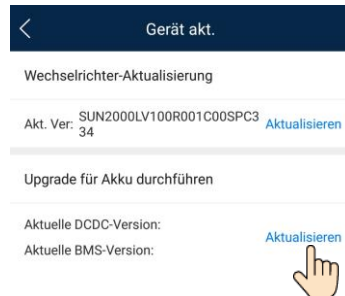 Gerät akt.
Wechselrichter-Aktualisierung
Akt. Ver: SUN2000LV100R001C00SPC3
34 Aktualisieren
Upgrade für Akku durchführen
Aktuelle DCDC-Version:
Aktualisieren
Aktuelle BMS-Version: